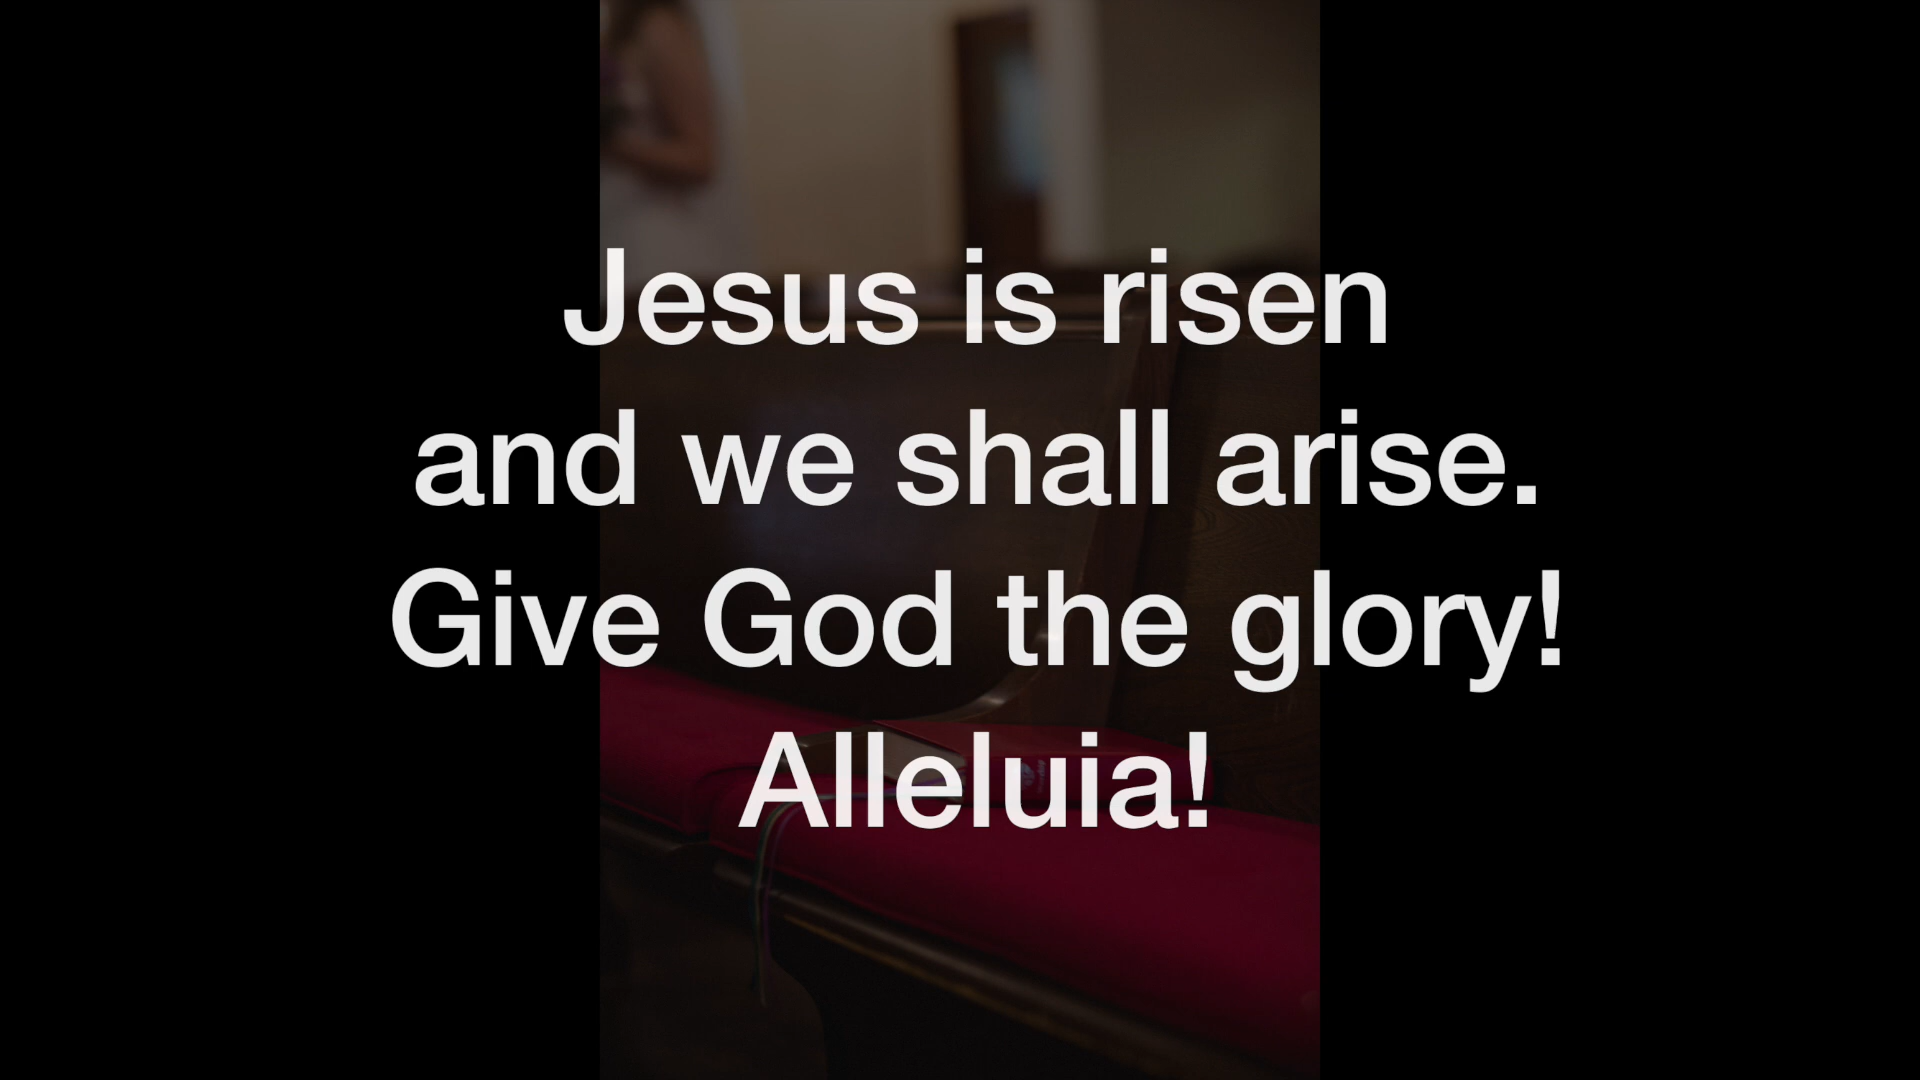 Jesus is risen
and we shall arise.
Give God the glory!
Alleluia!